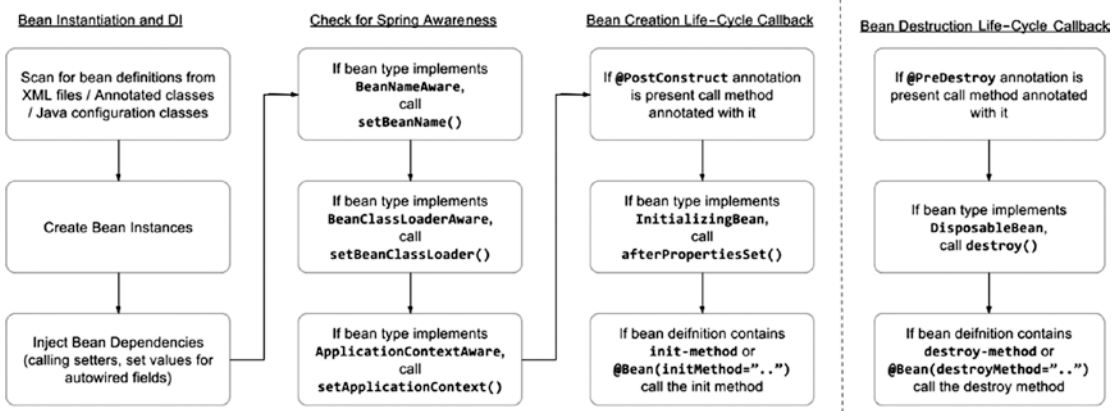 Bean Instantiation and DI
Scan for bean definitions from
XML files / Annotated classes
/ Java configuration classes
Create Bean Instances
Inject Bean Dependencies
(calling setters, set values for
autowired fields)
Check for Spring Awareness
If bean type implements
BeanNameAware,
call
setBeanName()
If bean type implements
BeanClassLoaderAware,
call
setBeanClassLoader()
If bean type implements
ApplicationContextAware,
call
setApplicationContext()
Bean Creation Life-Cycle Callback
If @PostConstruct annotation
is present call method
annotated with it
If bean type implements
InitializingBean,
call
afterPropertiesSet()
If bean deifnition contains
init-method or
@Bean(initMethod="..")
call the init method
Bean Destruction Life-Cycle Callback
If @PreDestroy annotation is
present call method annotated
with it
If bean type implements
DisposableBean,
call destroy()
If bean deifnition contains
destroy-method or
@Bean(destroyMethod="..")
call the destroy method